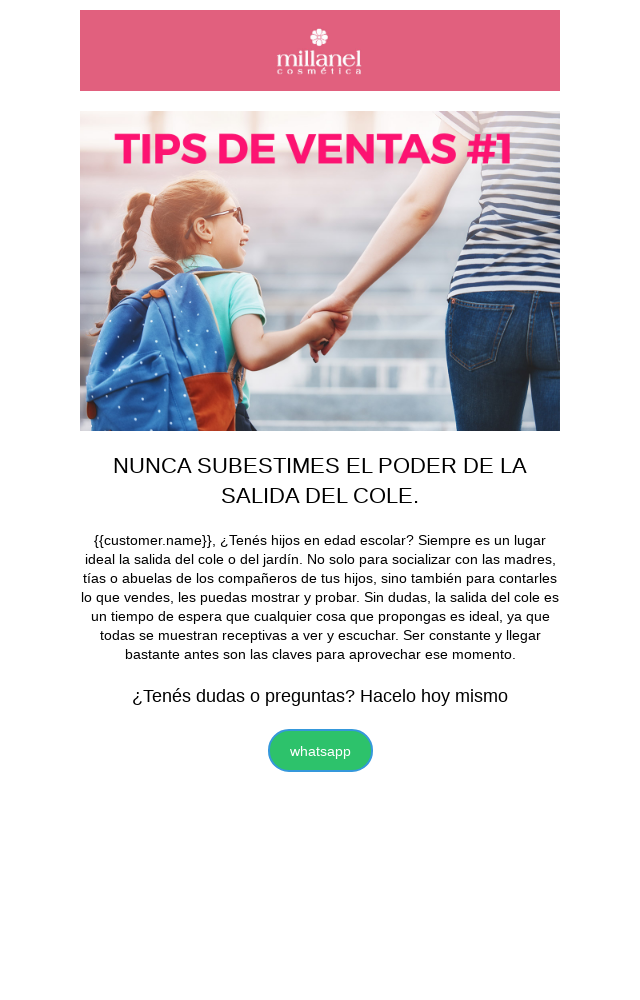 millanel
cosmética
TIPS DE VENTAS #1
NUNCA SUBESTIMES EL PODER DE LA
SALIDA DEL COLE.
{{customer.name}}, ¿Tenés hijos en edad escolar? Siempre es un lugar
ideal la salida del cole o del jardín. No solo para socializar con las madres,
tías o abuelas de los compañeros de tus hijos, sino también para contarles
lo que vendes, les puedas mostrar y probar. Sin dudas, la salida del cole es
un tiempo de espera que cualquier cosa que propongas es ideal, ya que
todas se muestran receptivas a ver y escuchar. Ser constante y llegar
bastante antes son las claves para aprovechar ese momento.
¿Tenés dudas o preguntas? Hacelo hoy mismo
whatsapp